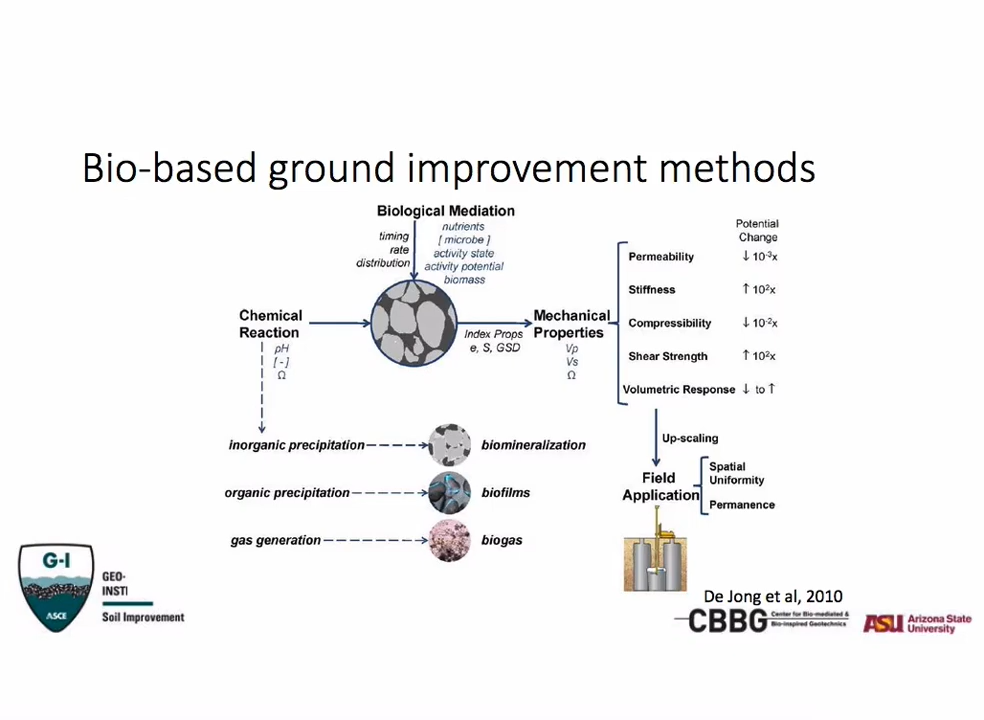 Bio-based ground improvement methods
Biological Mediation
timing
rate
distribution
nutrients
[ microbe ]
activity state
activity potential
biomass
Chemical
Reaction
pH
[ - ]
Ω
Index Props
e, S, GSD
Mechanical
Properties
Vp
Vs
Ω
Potential
Change
Permeability ↓ 10⁻³x
Stiffness ↑ 10²x
Compressibility ↓ 10⁻²x
Shear Strength ↑ 10²x
Volumetric Response ↓ to ↑
Up-scaling
Field
Application
Spatial
Uniformity
Permanence
inorganic precipitation
biomineralization
organic precipitation
biofilms
gas generation
biogas
G-I
ASCE
GEO-
INSTI
Soil Improvement
De Jong et al, 2010
CBBG
Center for Bio-mediated &
Bio-inspired Geotechnics
ASU
Arizona State
University